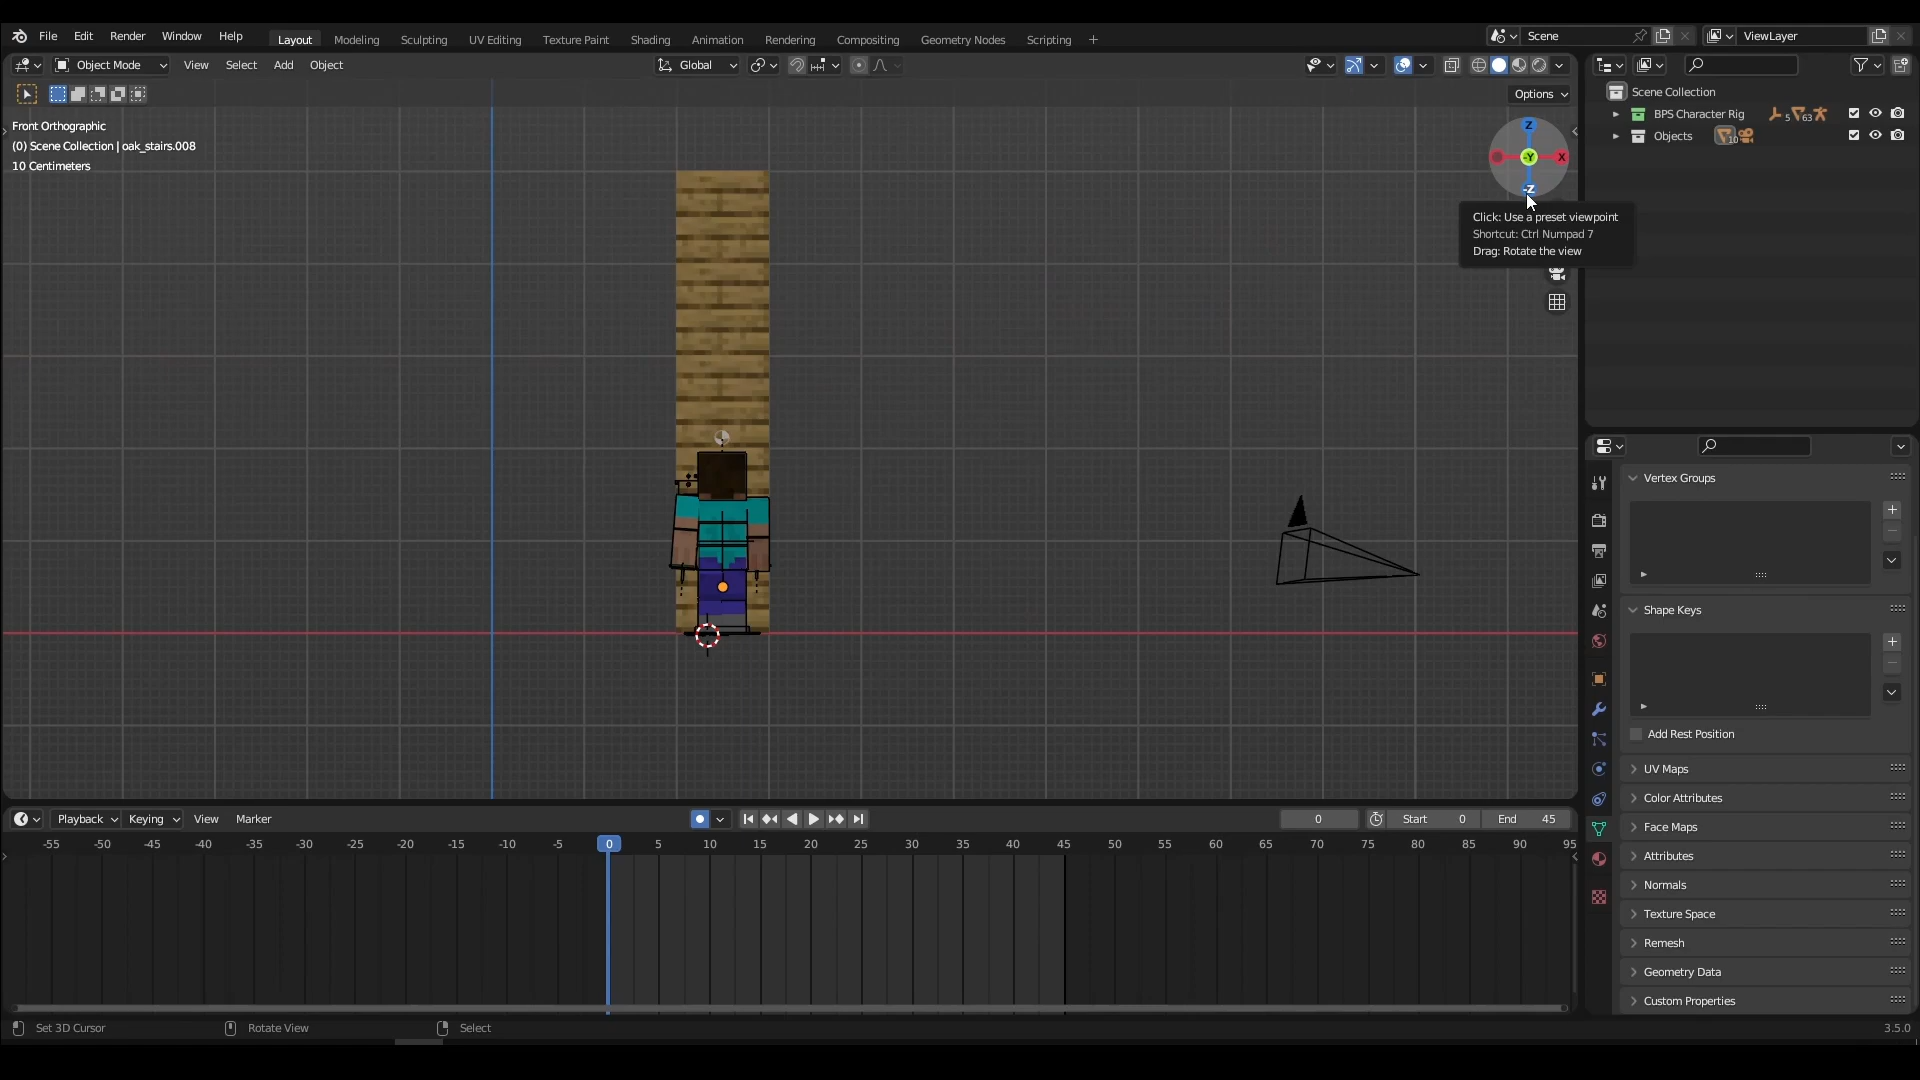 File Edit Render Window Help Layout Modeling Sculpting UV Editing Texture Paint Shading Animation Rendering Compositing Geometry Nodes Scripting + Scene ViewLayer
Object Mode View Select Add Object Global
Options
Front Orthographic
(0) Scene Collection | oak_stairs.008
10 Centimeters
Z
-Y
X
-Z
Click: Use a preset viewpoint
Shortcut: Ctrl Numpad 7
Drag: Rotate the view
Scene Collection
BPS Character Rig 5 63
Objects 10
Vertex Groups
Shape Keys
Add Rest Position
UV Maps
Color Attributes
Face Maps
Attributes
Normals
Texture Space
Remesh
Geometry Data
Custom Properties
Playback Keying View Marker 0 Start 0 End 45
-55 -50 -45 -40 -35 -30 -25 -20 -15 -10 -5 0 5 10 15 20 25 30 35 40 45 50 55 60 65 70 75 80 85 90 95
Set 3D Cursor Rotate View Select 3.5.0